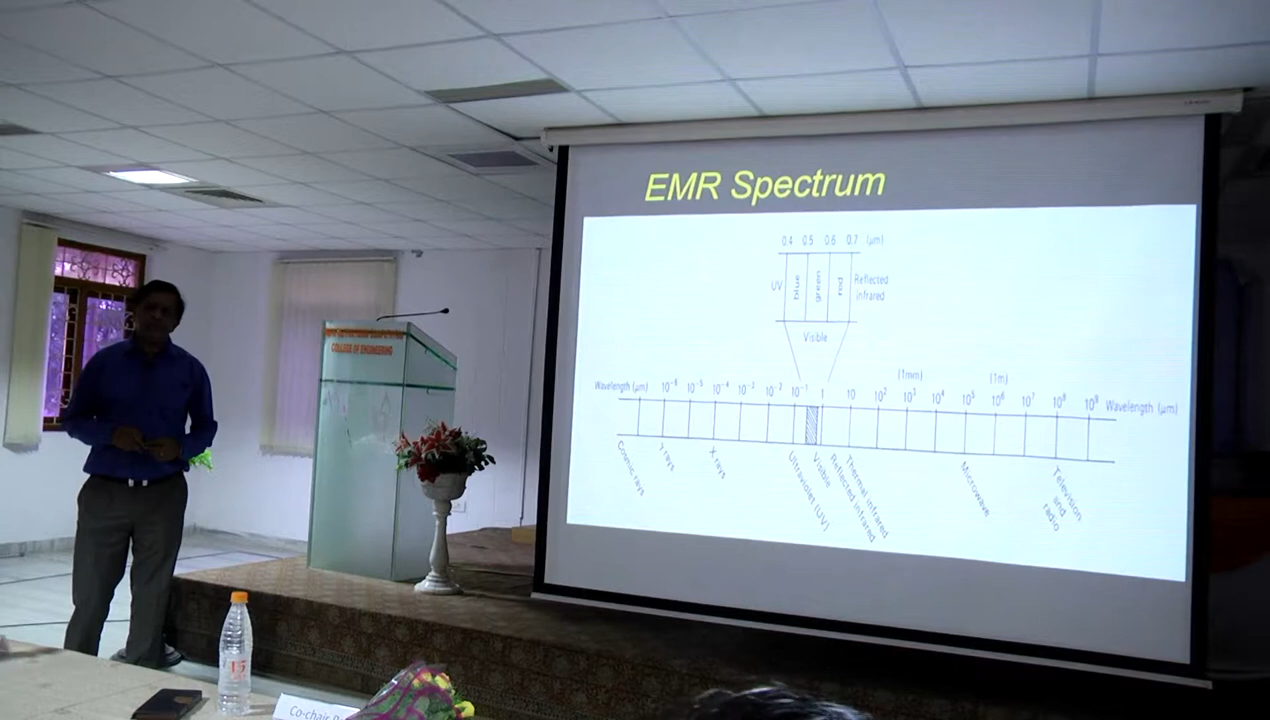 EMR Spectrum
0.4 0.5 0.6 0.7 (μm)
UV blue green red Reflected
infrared
Visible
(1mm) (1m)
Wavelength (μm) 10⁻⁶ 10⁻⁵ 10⁻⁴ 10⁻³ 10⁻² 10⁻¹ 1 10 10² 10³ 10⁴ 10⁵ 10⁶ 10⁷ 10⁸ 10⁹ Wavelength (μm)
Cosmic rays
γ rays
X rays
Ultraviolet (UV)
Visible
Reflected infrared
Thermal infrared
Microwave
Television
and
radio
COLLEGE OF ENGINEERING
15
Co-chair